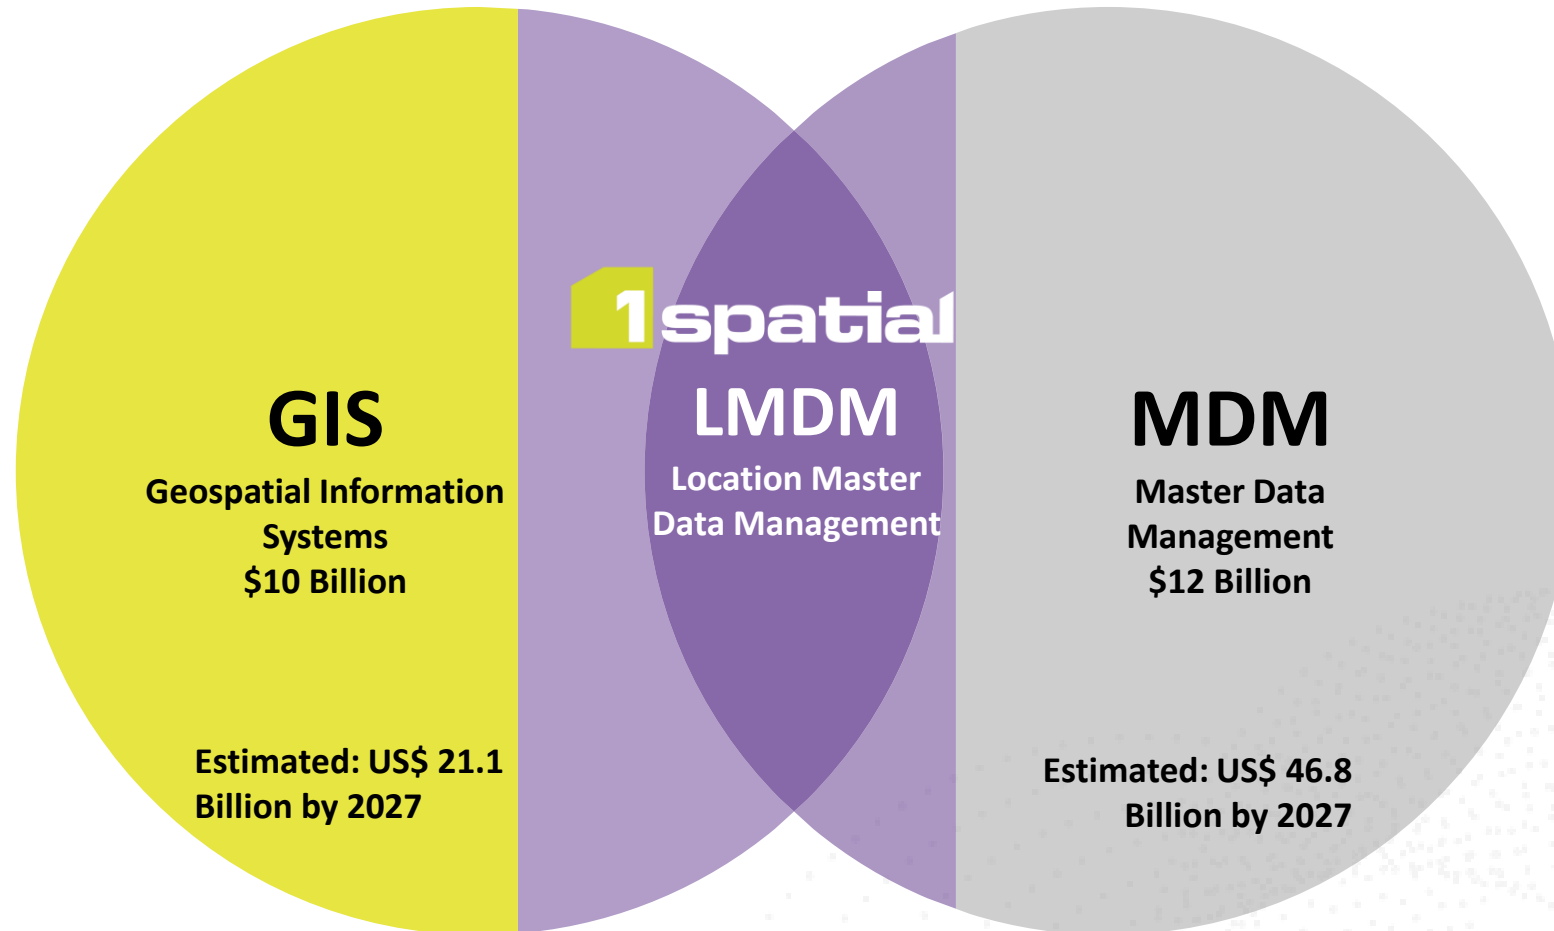 1spatial
GIS
Geospatial Information
Systems
$10 Billion
Estimated: US$ 21.1
Billion by 2027
LMDM
Location Master
Data Management
MDM
Master Data
Management
$12 Billion
Estimated: US$ 46.8
Billion by 2027